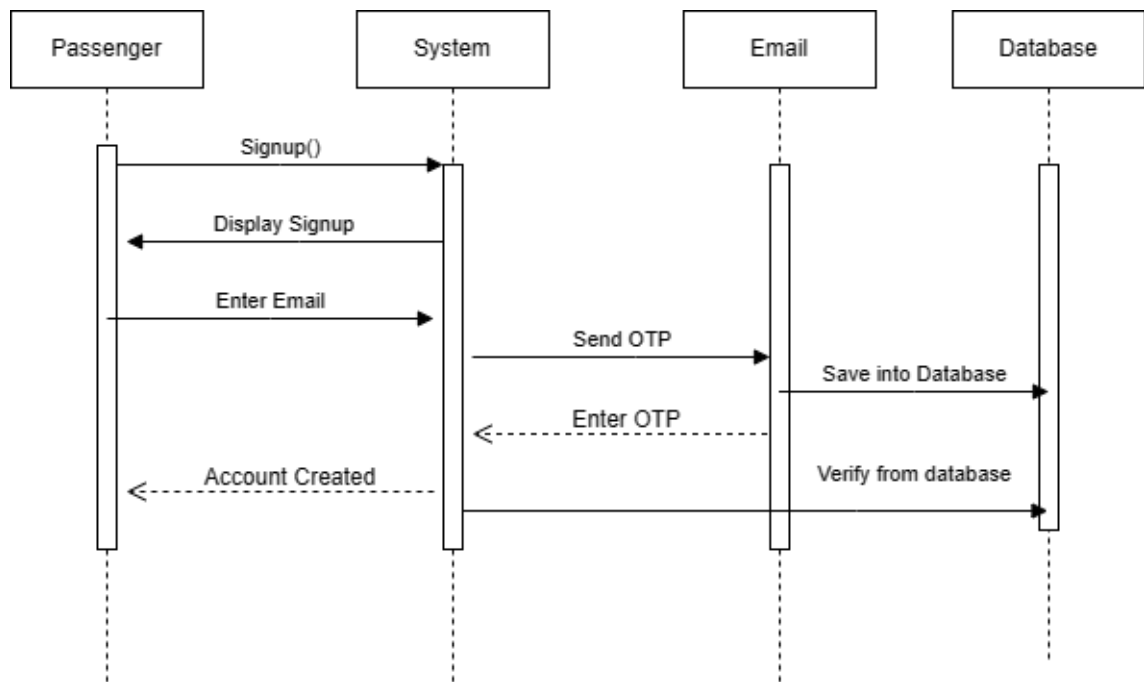 Passenger
System
Email
Database
Signup()
Display Signup
Enter Email
Send OTP
Save into Database
Enter OTP
Account Created
Verify from database